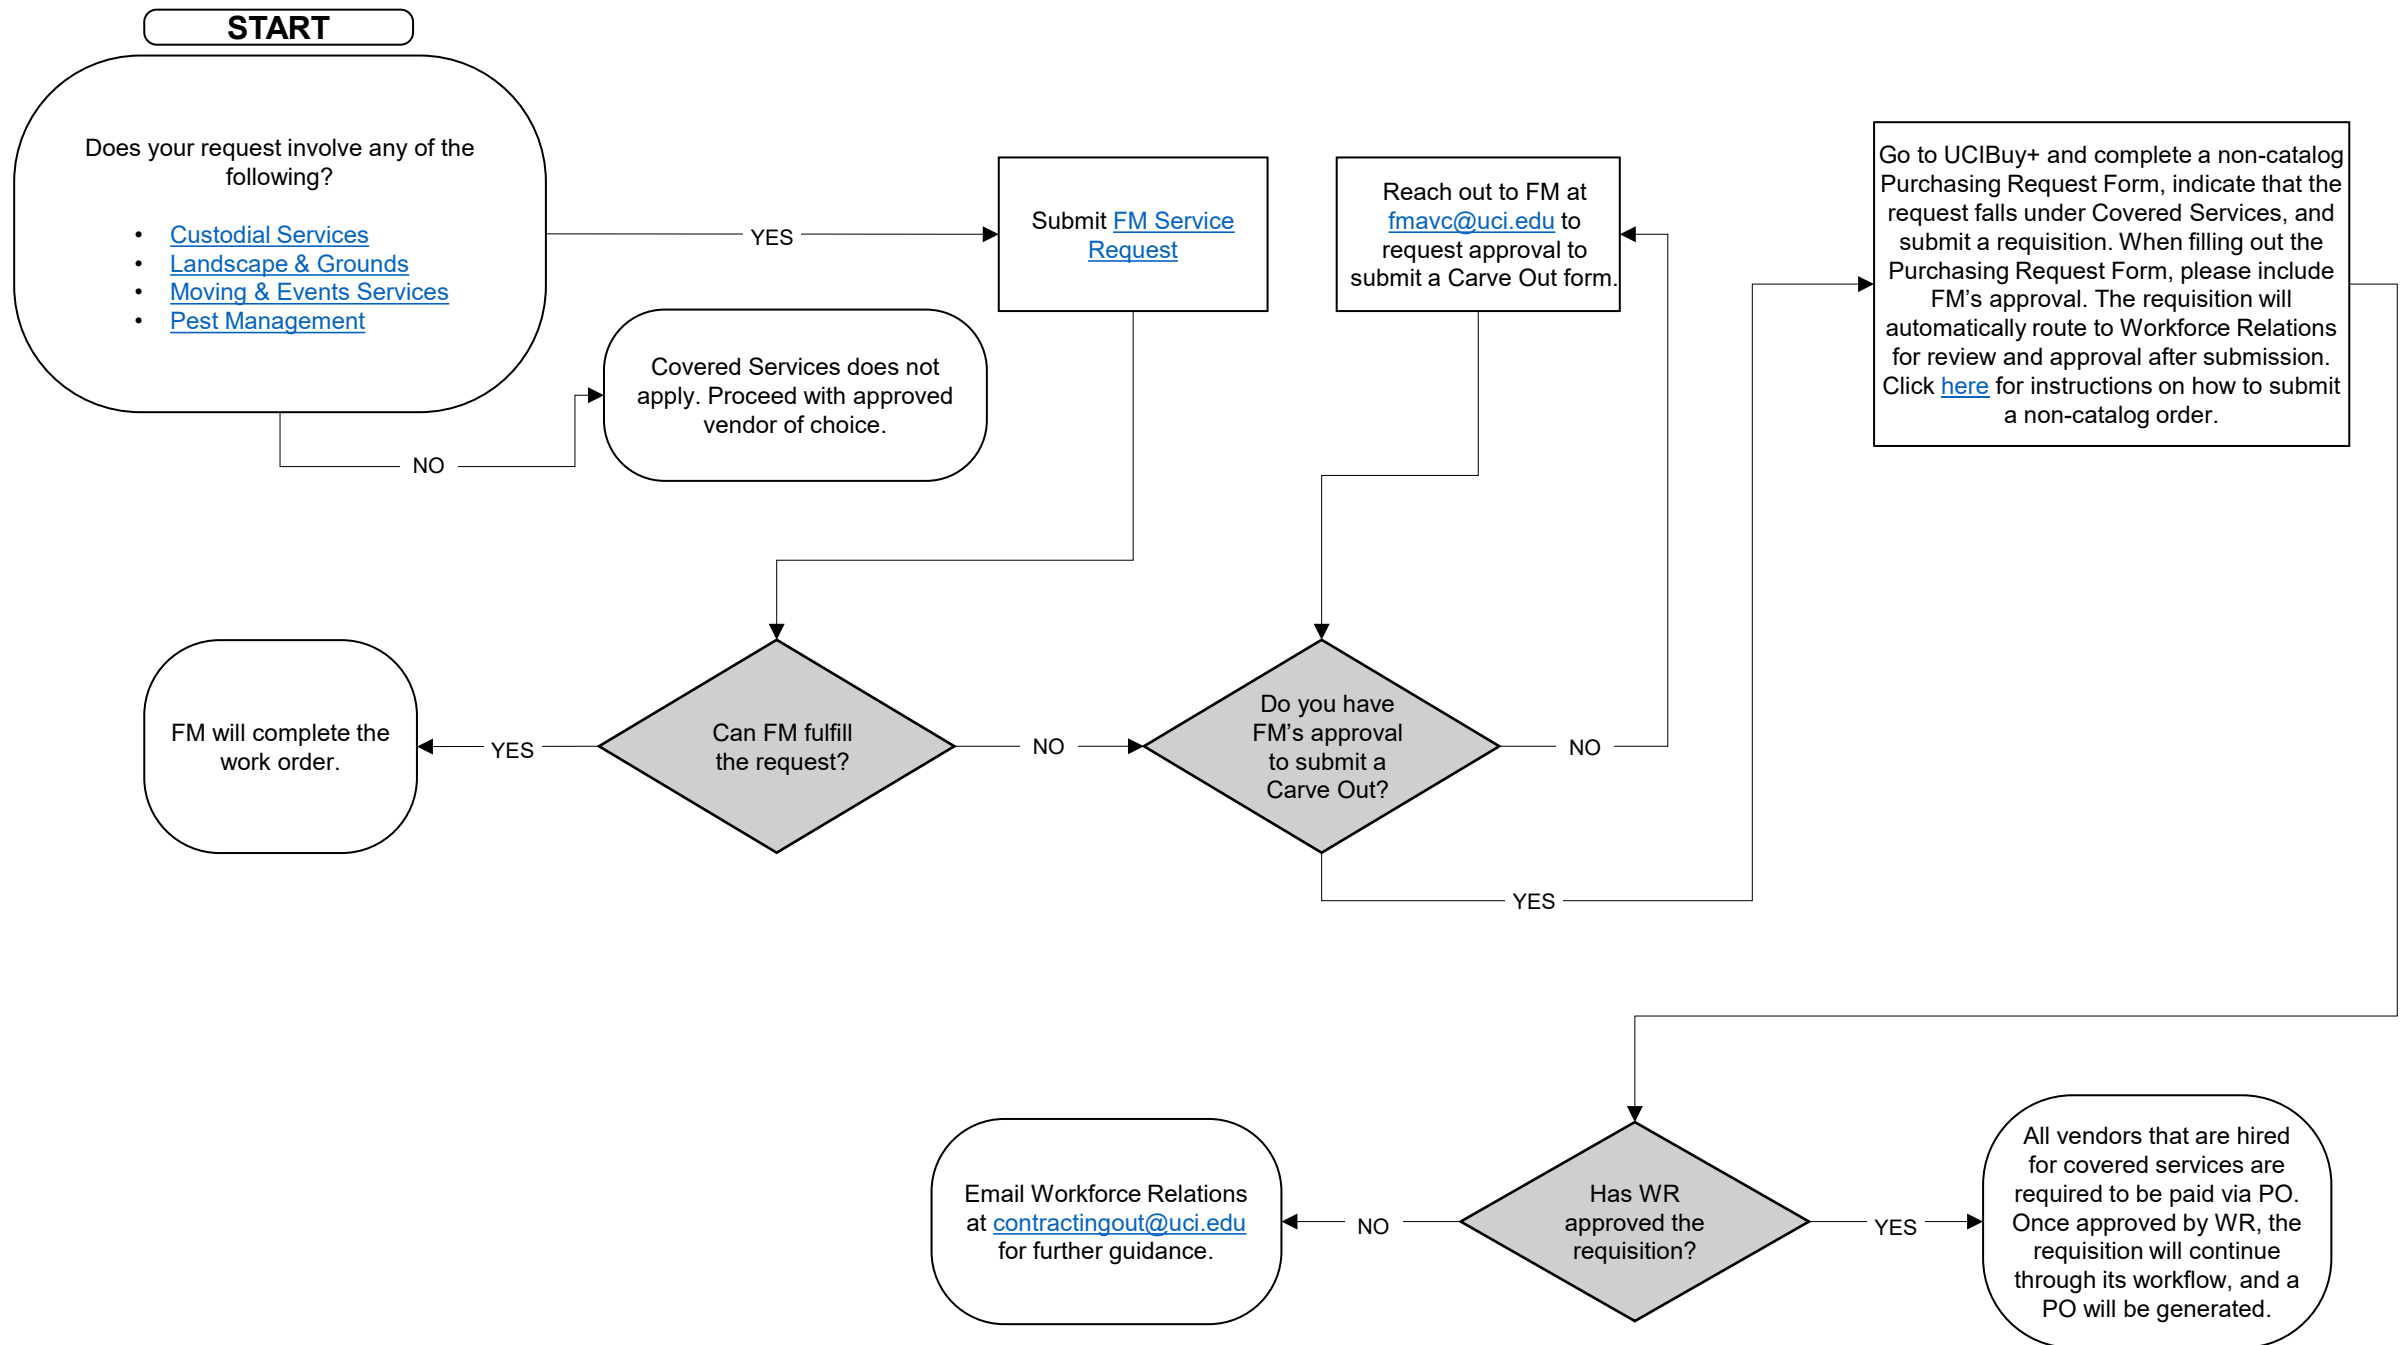 START
Does your request involve any of the
following?
• Custodial Services
• Landscape & Grounds
• Moving & Events Services
• Pest Management
YES
NO
Covered Services does not
apply. Proceed with approved
vendor of choice.
Submit FM Service
Request
Reach out to FM at
fmavc@uci.edu to
request approval to
submit a Carve Out form.
Go to UCIBuy+ and complete a non-catalog
Purchasing Request Form, indicate that the
request falls under Covered Services, and
submit a requisition. When filling out the
Purchasing Request Form, please include
FM’s approval. The requisition will
automatically route to Workforce Relations
for review and approval after submission.
Click here for instructions on how to submit
a non-catalog order.
FM will complete the
work order.
YES
Can FM fulfill
the request?
NO
Do you have
FM’s approval
to submit a
Carve Out?
NO
YES
Email Workforce Relations
at contractingout@uci.edu
for further guidance.
NO
Has WR
approved the
requisition?
YES
All vendors that are hired
for covered services are
required to be paid via PO.
Once approved by WR, the
requisition will continue
through its workflow, and a
PO will be generated.